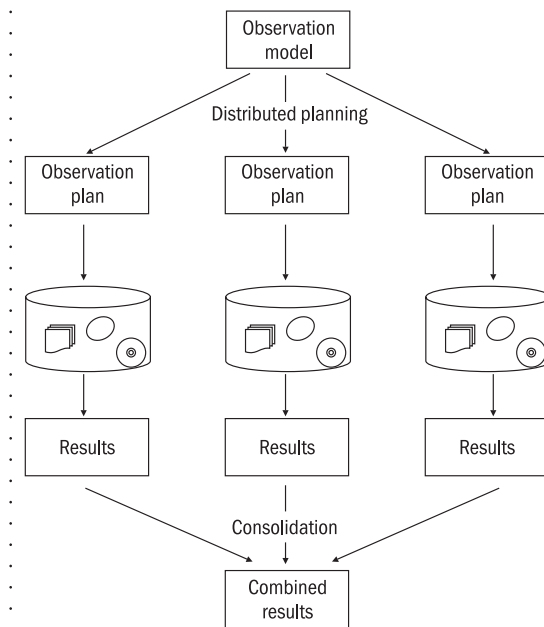 Observation
model
Distributed planning
Observation
plan
Observation
plan
Observation
plan
Results
Results
Results
Consolidation
Combined
results